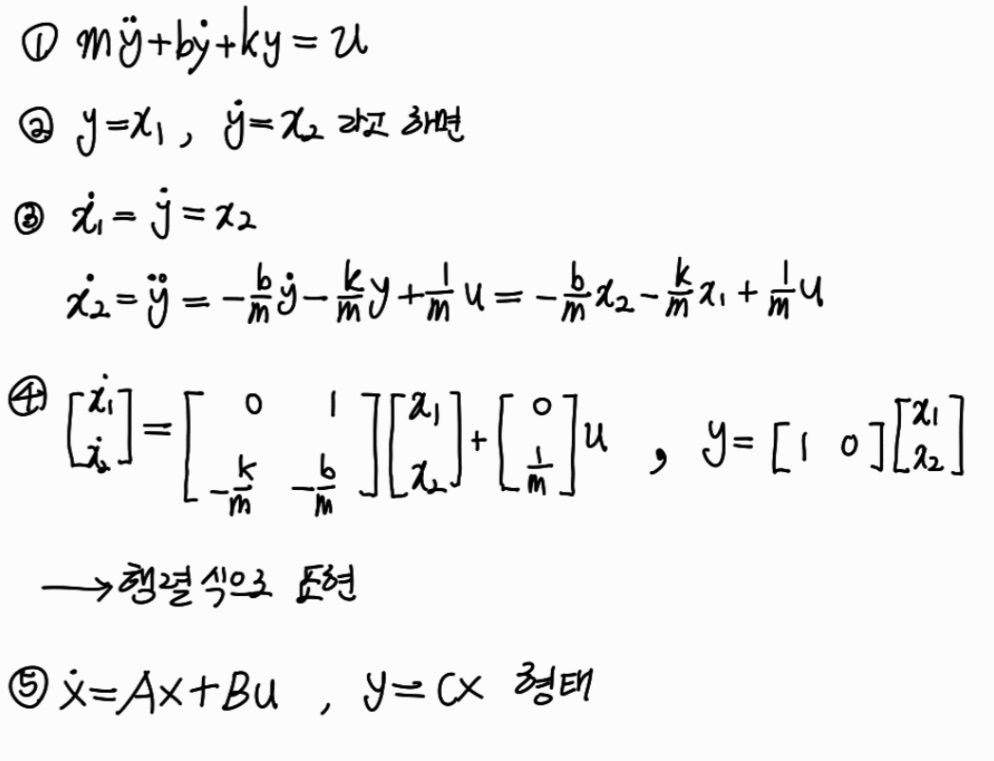 ① mÿ+bẏ+ky=u
② y=x₁, ẏ=x₂ 라고 하면
③ ẋ₁=ẏ=x₂
ẋ₂=ÿ=-b/m ẏ-k/m y+1/m u=-b/m x₂-k/m x₁+1/m u
④ [ẋ₁ ẋ₂]=[0 1 -k/m -b/m][x₁ x₂]+[0 1/m]u , y=[1 0][x₁ x₂]
→행렬식으로 표현
⑤ ẋ=Ax+Bu , y=Cx 형태